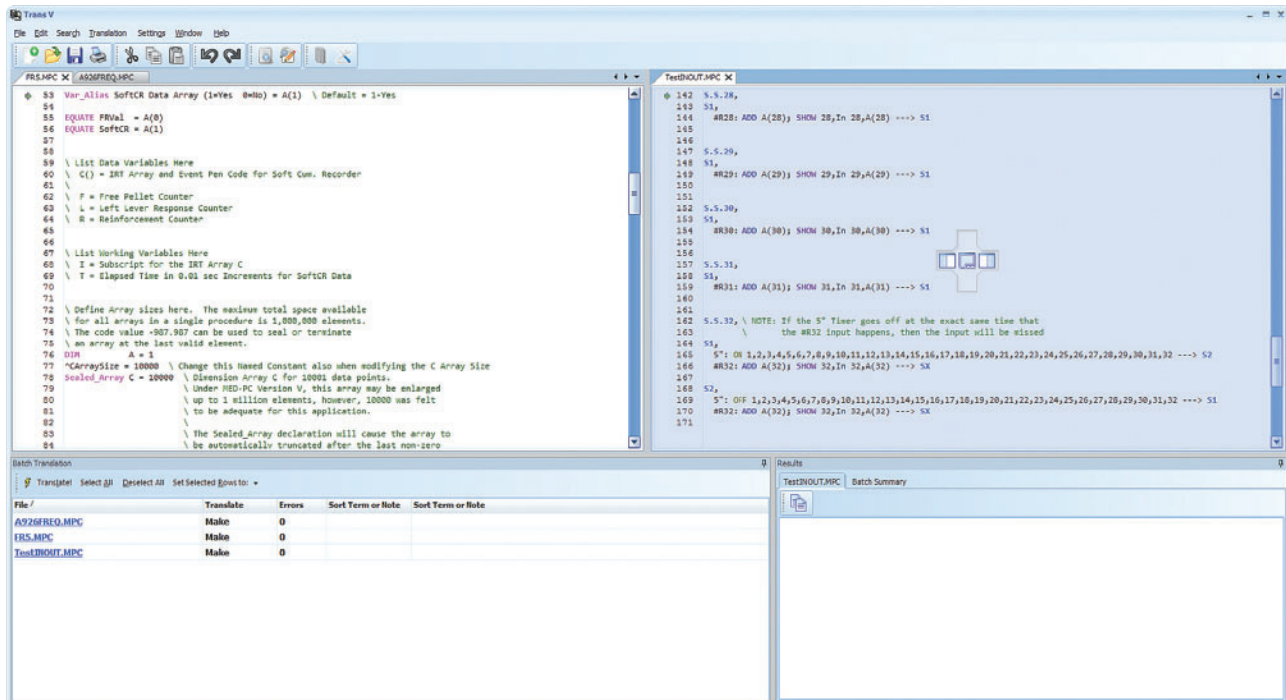 Trans V
File Edit Search Translation Settings Window Help
FR5.MPC X A926FREQ.MPC
53 Var_Alias SoftCR Data Array (1=Yes 0=No) = A(1) \ Default = 1-Yes
54
55 EQUATE FRVal = A(0)
56 EQUATE SoftCR = A(1)
57
58
59 \ List Data Variables Here
60 \ C() = IRT Array and Event Pen Code for Soft Cum. Recorder
61 \
62 \ F = Free Pellet Counter
63 \ L = Left Lever Response Counter
64 \ R = Reinforcement Counter
65
66
67 \ List Working Variables Here
68 \ I = Subscript for the IRT Array C
69 \ T = Elapsed Time in 0.01 sec Increments for SoftCR Data
70
71
72 \ Define Array sizes here. The maximum total space available
73 \ for all arrays in a single procedure is 1,000,000 elements.
74 \ The code value -987.987 can be used to seal or terminate
75 \ an array at the last valid element.
76 DIM A = 1
77 ^CArraySize = 10000 \ Change this Named Constant also when modifying the C Array Size
78 Sealed_Array C = 10000 \ Dimension Array C for 10001 data points.
79 \ Under MED-PC Version V, this array may be enlarged
80 \ up to 1 million elements, however, 10000 was felt
81 \ to be adequate for this application.
82 \
83 \ The Sealed_Array declaration will cause the array to
84 \ be automatically truncated after the last non-zero
TestINOUT.MPC X
142 S.S.28,
143 S1,
144 #R28: ADD A(28); SHOW 28,In 28,A(28) ---> S1
145
146
147 S.S.29,
148 S1,
149 #R29: ADD A(29); SHOW 29,In 29,A(29) ---> S1
150
151
152 S.S.30,
153 S1,
154 #R30: ADD A(30); SHOW 30,In 30,A(30) ---> S1
155
156
157 S.S.31,
158 S1,
159 #R31: ADD A(31); SHOW 31,In 31,A(31) ---> S1
160
161
162 S.S.32, \ NOTE: If the 5" Timer goes off at the exact same time that
163 \ the #R32 input happens, then the input will be missed
164 S1,
165 5": ON 1,2,3,4,5,6,7,8,9,10,11,12,13,14,15,16,17,18,19,20,21,22,23,24,25,26,27,28,29,30,31,32 ---> S2
166 #R32: ADD A(32); SHOW 32,In 32,A(32) ---> SX
167
168 S2,
169 5": OFF 1,2,3,4,5,6,7,8,9,10,11,12,13,14,15,16,17,18,19,20,21,22,23,24,25,26,27,28,29,30,31,32 ---> S1
170 #R32: ADD A(32); SHOW 32,In 32,A(32) ---> SX
171
Batch Translation
Translate! Select All Deselect All Set Selected Rows to:
File Translate Errors Sort Term or Note Sort Term or Note
A926FREQ.MPC Make 0
FR5.MPC Make 0
TestINOUT.MPC Make 0
Results
TestINOUT.MPC Batch Summary